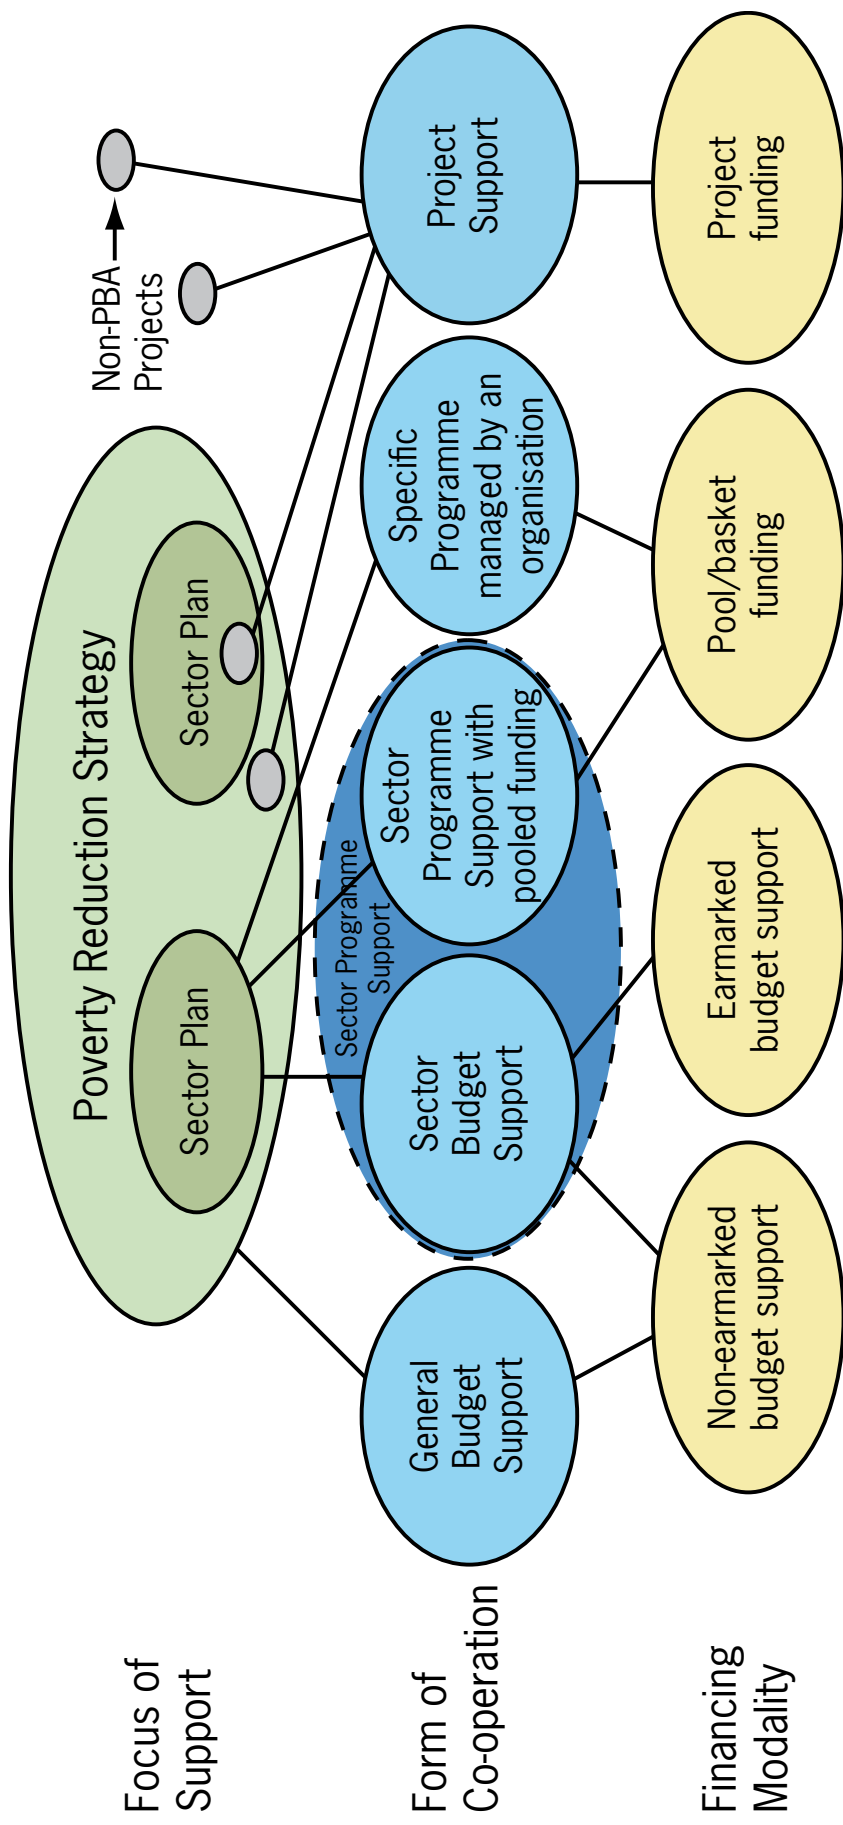 Focus of
Support
Poverty Reduction Strategy
Sector Plan
Sector Plan
Non-PBA
Projects
Form of
Co-operation
General
Budget
Support
Sector Programme
Support
Sector
Budget
Support
Sector
Programme
Support with
pooled funding
Specific
Programme
managed by an
organisation
Project
Support
Financing
Modality
Non-earmarked
budget support
Earmarked
budget support
Pool/basket
funding
Project
funding